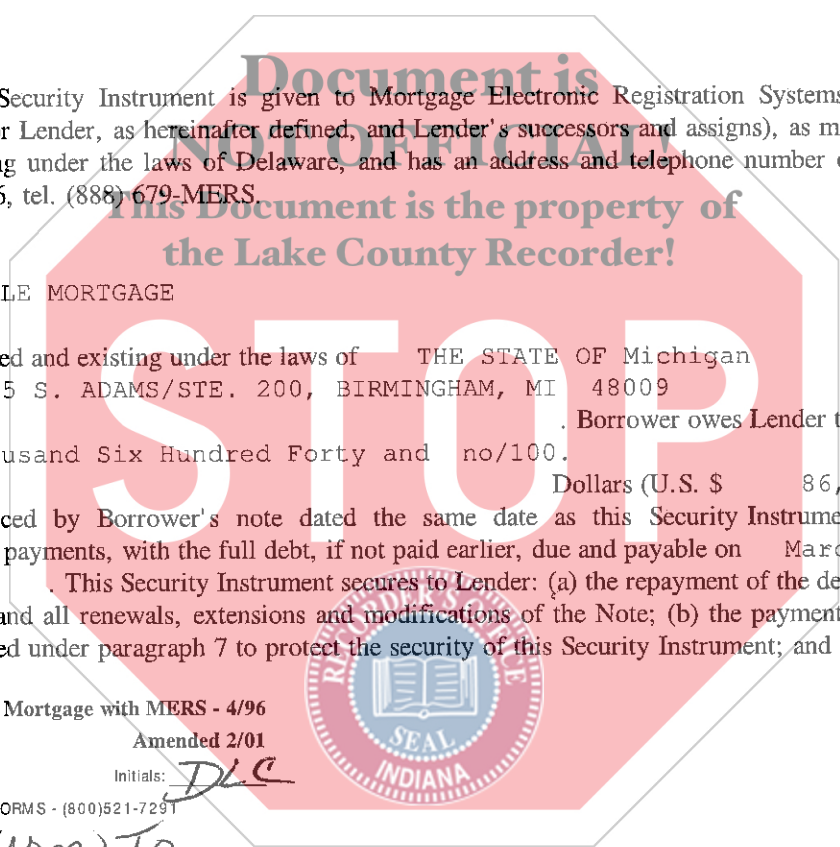 Document is
Security Instrument is given to Mortgage Electronic Registration Systems
r Lender, as hereinafter defined, and Lender's successors and assigns), as m
NOT OFFICIAL!
g under the laws of Delaware, and has an address and telephone number
6, tel. (888) 679-MERS.
This Document is the property of
the Lake County Recorder!
LE MORTGAGE
STOP
ed and existing under the laws of THE STATE OF Michigan
5 S. ADAMS/STE. 200, BIRMINGHAM, MI 48009
. Borrower owes Lender t
usand Six Hundred Forty and no/100.
Dollars (U.S. $ 86,
ced by Borrower's note dated the same date as this Security Instrume
payments, with the full debt, if not paid earlier, due and payable on Marc
. This Security Instrument secures to Lender: (a) the repayment of the de
and all renewals, extensions and modifications of the Note; (b) the payment
ed under paragraph 7 to protect the security of this Security Instrument; and
RECORDER'S OFFICE
SEAL
INDIANA
Mortgage with MERS - 4/96
Amended 2/01
Initials: DLC
ORMS - (800)521-7291
To